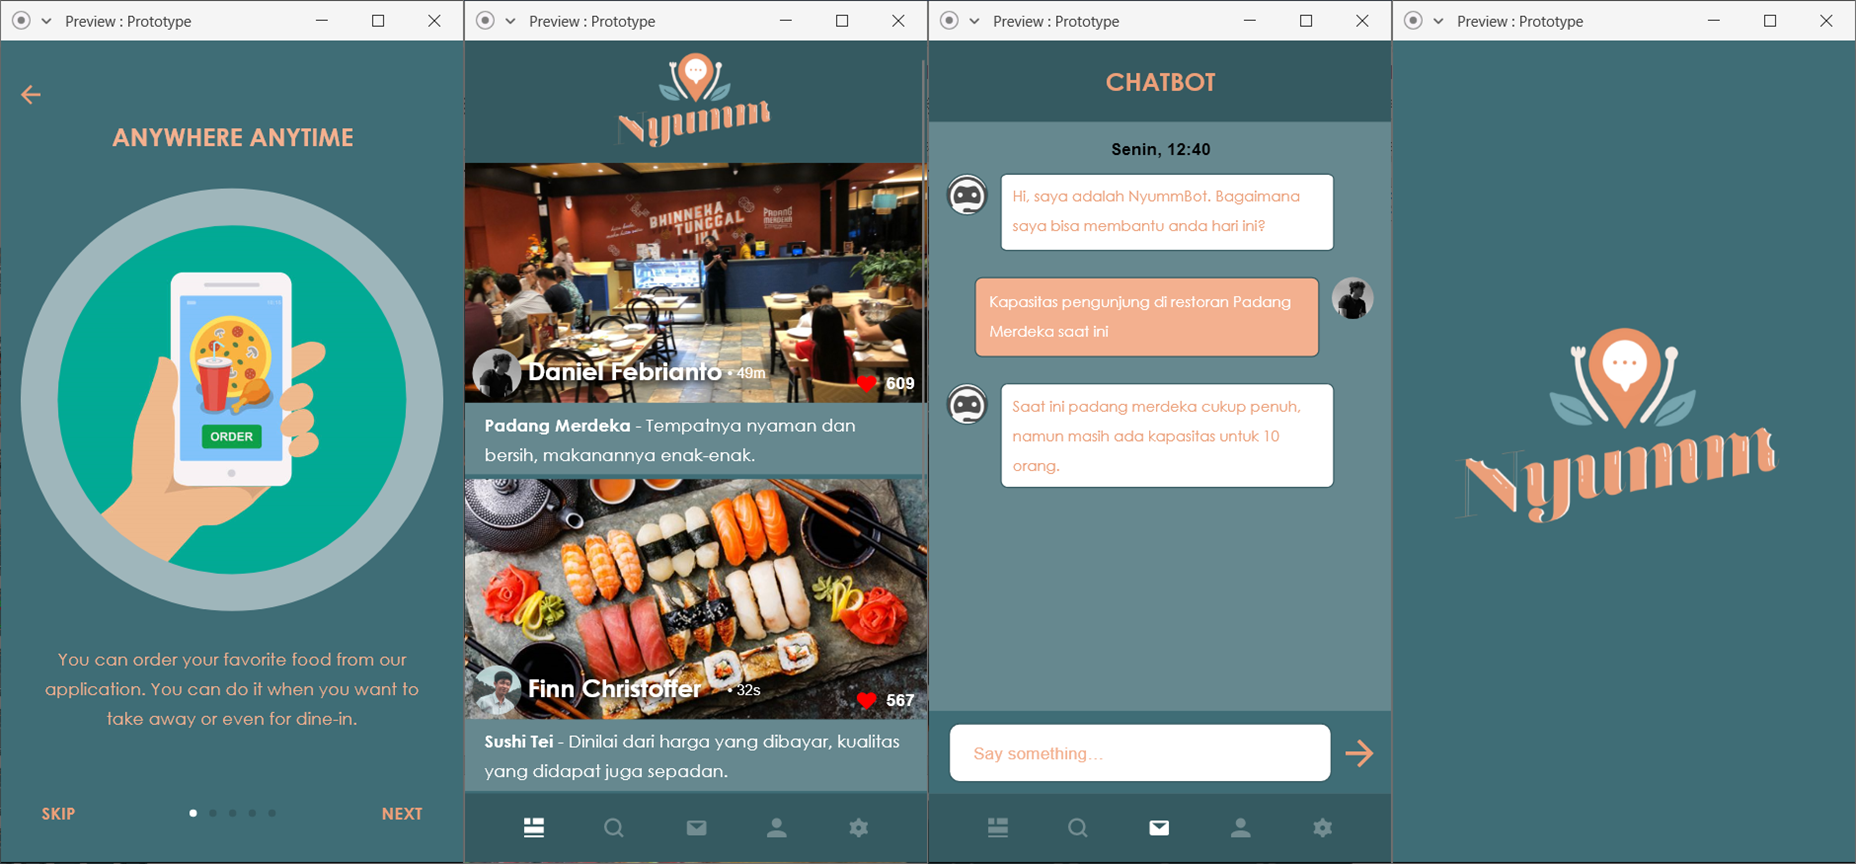 Preview : Prototype
ANYWHERE ANYTIME
ORDER
You can order your favorite food from our
application. You can do it when you want to
take away or even for dine-in.
SKIP
NEXT
Preview : Prototype
Nyummt
BHINNEKA
TUNGGAL
IKA
PADANG
MERDEKA
Daniel Febrianto • 49m
609
Padang Merdeka - Tempatnya nyaman dan
bersih, makanannya enak-enak.
Finn Christoffer • 32s
567
Sushi Tei - Dinilai dari harga yang dibayar, kualitas
yang didapat juga sepadan.
Preview : Prototype
CHATBOT
Senin, 12:40
Hi, saya adalah NyummBot. Bagaimana
saya bisa membantu anda hari ini?
Kapasitas pengunjung di restoran Padang
Merdeka saat ini
Saat ini padang merdeka cukup penuh,
namun masih ada kapasitas untuk 10
orang.
Say something...
Preview : Prototype
Nyummt